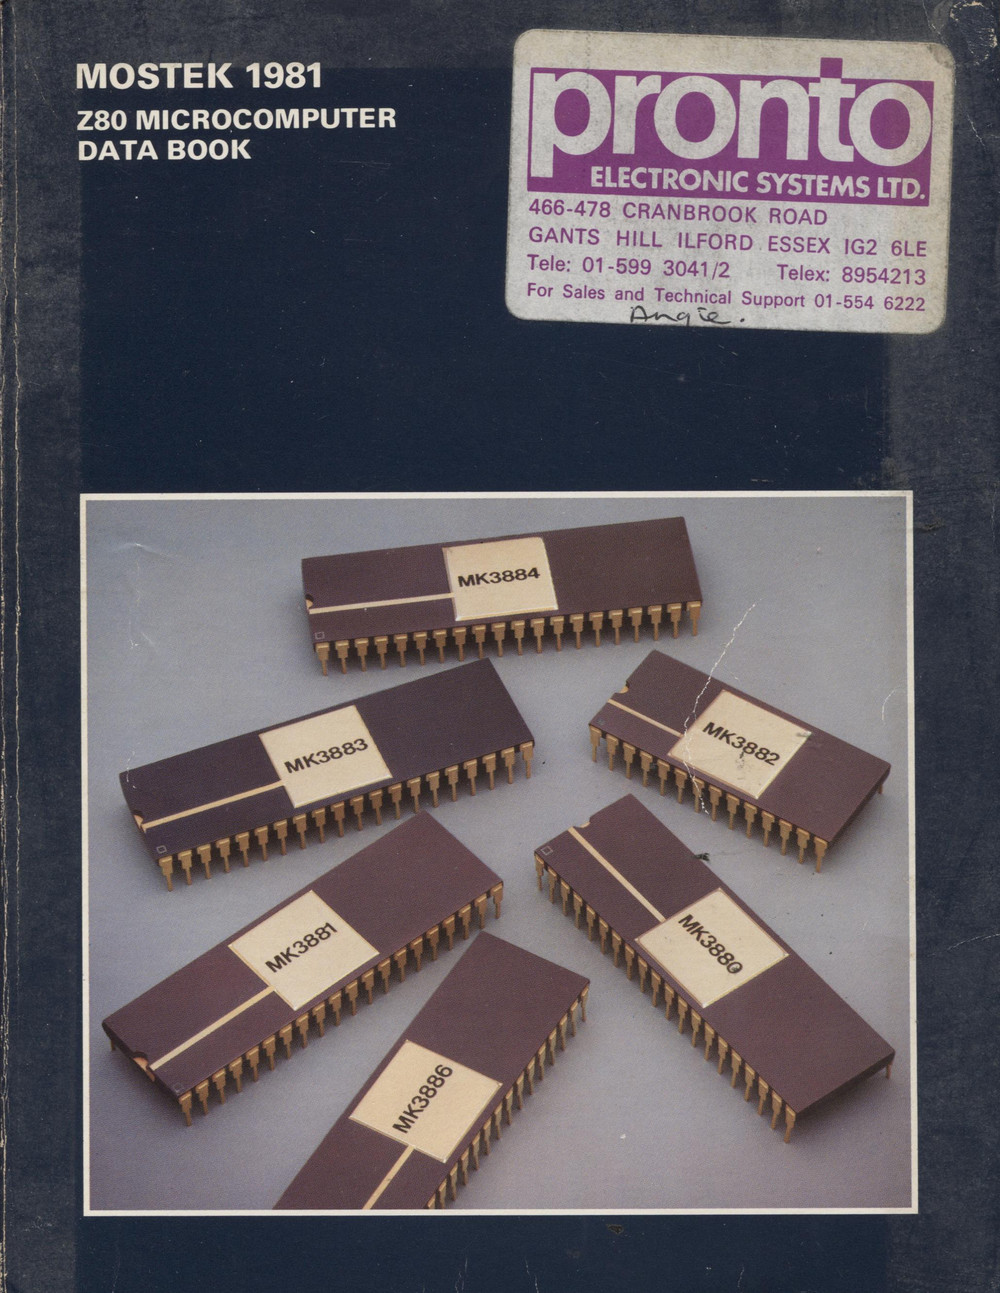 MOSTEK 1981
Z80 MICROCOMPUTER
DATA BOOK
pronto
ELECTRONIC SYSTEMS LTD.
466-478 CRANBROOK ROAD
GANTS HILL ILFORD ESSEX IG2 6LE
Tele: 01-599 3041/2 Telex: 8954213
For Sales and Technical Support 01-554 6222
Angie.
MK3884
MK3883
MK3882
MK3881
MK3880
MK3886